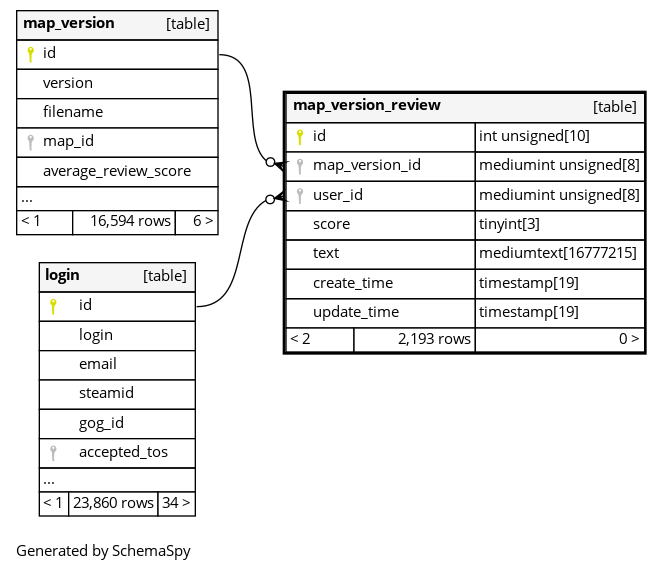 map_version [table]
id
version
filename
map_id
average_review_score
...
< 1 16,594 rows 6 >
map_version_review [table]
id int unsigned[10]
map_version_id mediumint unsigned[8]
user_id mediumint unsigned[8]
score tinyint[3]
text mediumtext[16777215]
create_time timestamp[19]
update_time timestamp[19]
< 2 2,193 rows 0 >
login [table]
id
login
email
steamid
gog_id
accepted_tos
...
< 1 23,860 rows 34 >
Generated by SchemaSpy